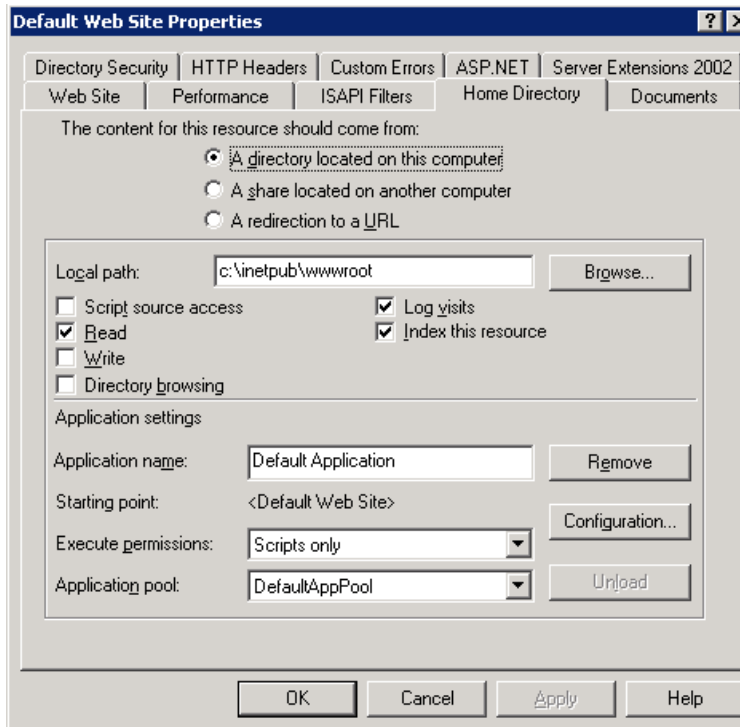 Default Web Site Properties
Directory Security HTTP Headers Custom Errors ASP.NET Server Extensions 2002
Web Site Performance ISAPI Filters Home Directory Documents
The content for this resource should come from:
A directory located on this computer
A share located on another computer
A redirection to a URL
Local path: c:\inetpub\wwwroot Browse...
Script source access Log visits
Read Index this resource
Write
Directory browsing
Application settings
Application name: Default Application Remove
Starting point: <Default Web Site>
Configuration...
Execute permissions: Scripts only
Application pool: DefaultAppPool Unload
OK Cancel Apply Help